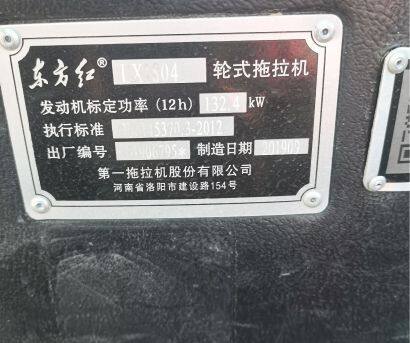 东方红® 轮式拖拉机
发动机标定功率(12h) 132.4 kW
执行标准 2012
出厂编号 制造日期 201903
第一拖拉机股份有限公司
河南省洛阳市建设路154号